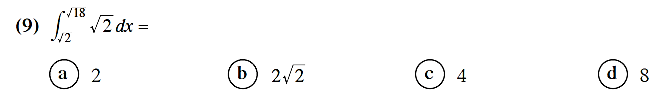 (9) ∫_{√2}^{√18} √2 dx =
(a) 2 (b) 2√2 (c) 4 (d) 8